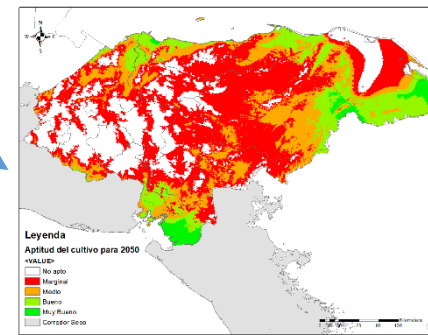 N
W E
S
Leyenda
Aptitud del cultivo para 2050
<VALUE>
No apto
Marginal
Medio
Bueno
Muy Bueno
Corredor Seco